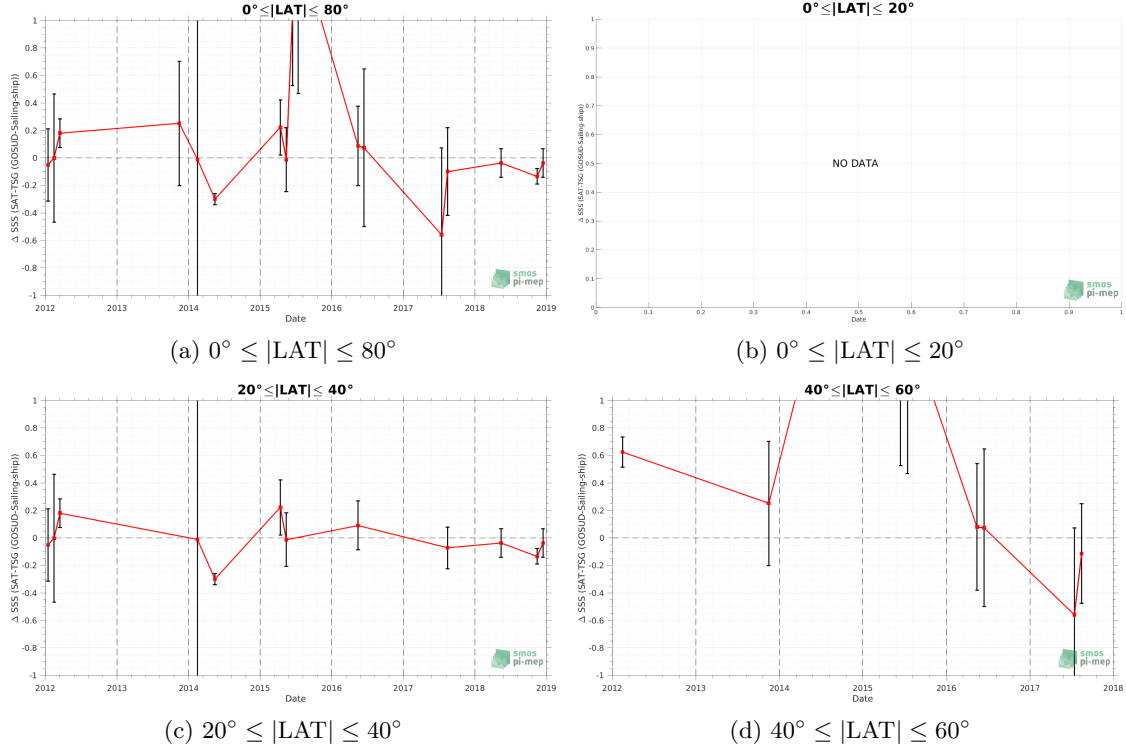 0°≤|LAT|≤ 80°
Δ SSS (SAT-TSG (GOSUD-Sailing-ship))
1
0.8
0.6
0.4
0.2
0
-0.2
-0.4
-0.6
-0.8
-1
2012 2013 2014 2015 2016 2017 2018 2019
Date
smos
pi-mep
(a) 0° ≤ |LAT| ≤ 80°
0°≤|LAT|≤ 20°
Δ SSS (SAT-TSG (GOSUD-Sailing-ship))
1
0.9
0.8
0.7
0.6
0.5
0.4
0.3
0.2
0.1
0
NO DATA
0 0.1 0.2 0.3 0.4 0.5 0.6 0.7 0.8 0.9 1
Date
smos
pi-mep
(b) 0° ≤ |LAT| ≤ 20°
20°≤|LAT|≤ 40°
Δ SSS (SAT-TSG (GOSUD-Sailing-ship))
1
0.8
0.6
0.4
0.2
0
-0.2
-0.4
-0.6
-0.8
-1
2012 2013 2014 2015 2016 2017 2018 2019
Date
smos
pi-mep
(c) 20° ≤ |LAT| ≤ 40°
40°≤|LAT|≤ 60°
Δ SSS (SAT-TSG (GOSUD-Sailing-ship))
1
0.8
0.6
0.4
0.2
0
-0.2
-0.4
-0.6
-0.8
-1
2012 2013 2014 2015 2016 2017 2018
Date
smos
pi-mep
(d) 40° ≤ |LAT| ≤ 60°